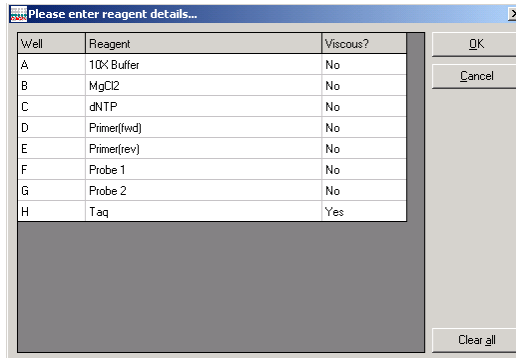 Please enter reagent details...
Well Reagent Viscous? OK
A 10X Buffer No
B MgCl2 No Cancel
C dNTP No
D Primer(fwd) No
E Primer(rev) No
F Probe 1 No
G Probe 2 No
H Taq Yes
Clear all